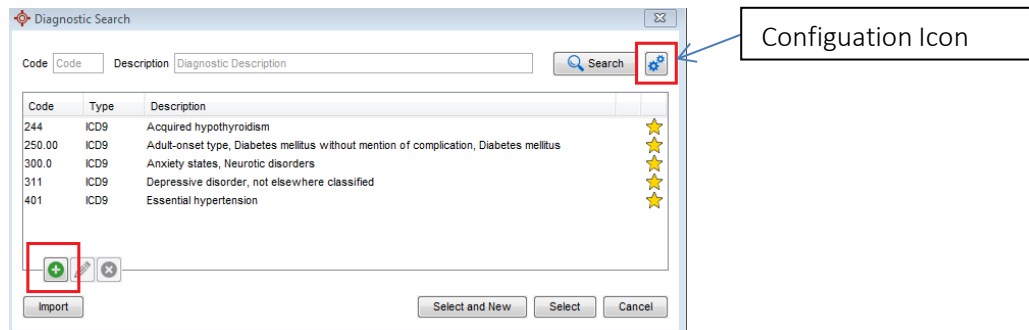 Diagnostic Search
Configuation Icon
Code Code Description Diagnostic Description Search
Code Type Description
244 ICD9 Acquired hypothyroidism
250.00 ICD9 Adult-onset type, Diabetes mellitus without mention of complication, Diabetes mellitus
300.0 ICD9 Anxiety states, Neurotic disorders
311 ICD9 Depressive disorder, not elsewhere classified
401 ICD9 Essential hypertension
Import Select and New Select Cancel